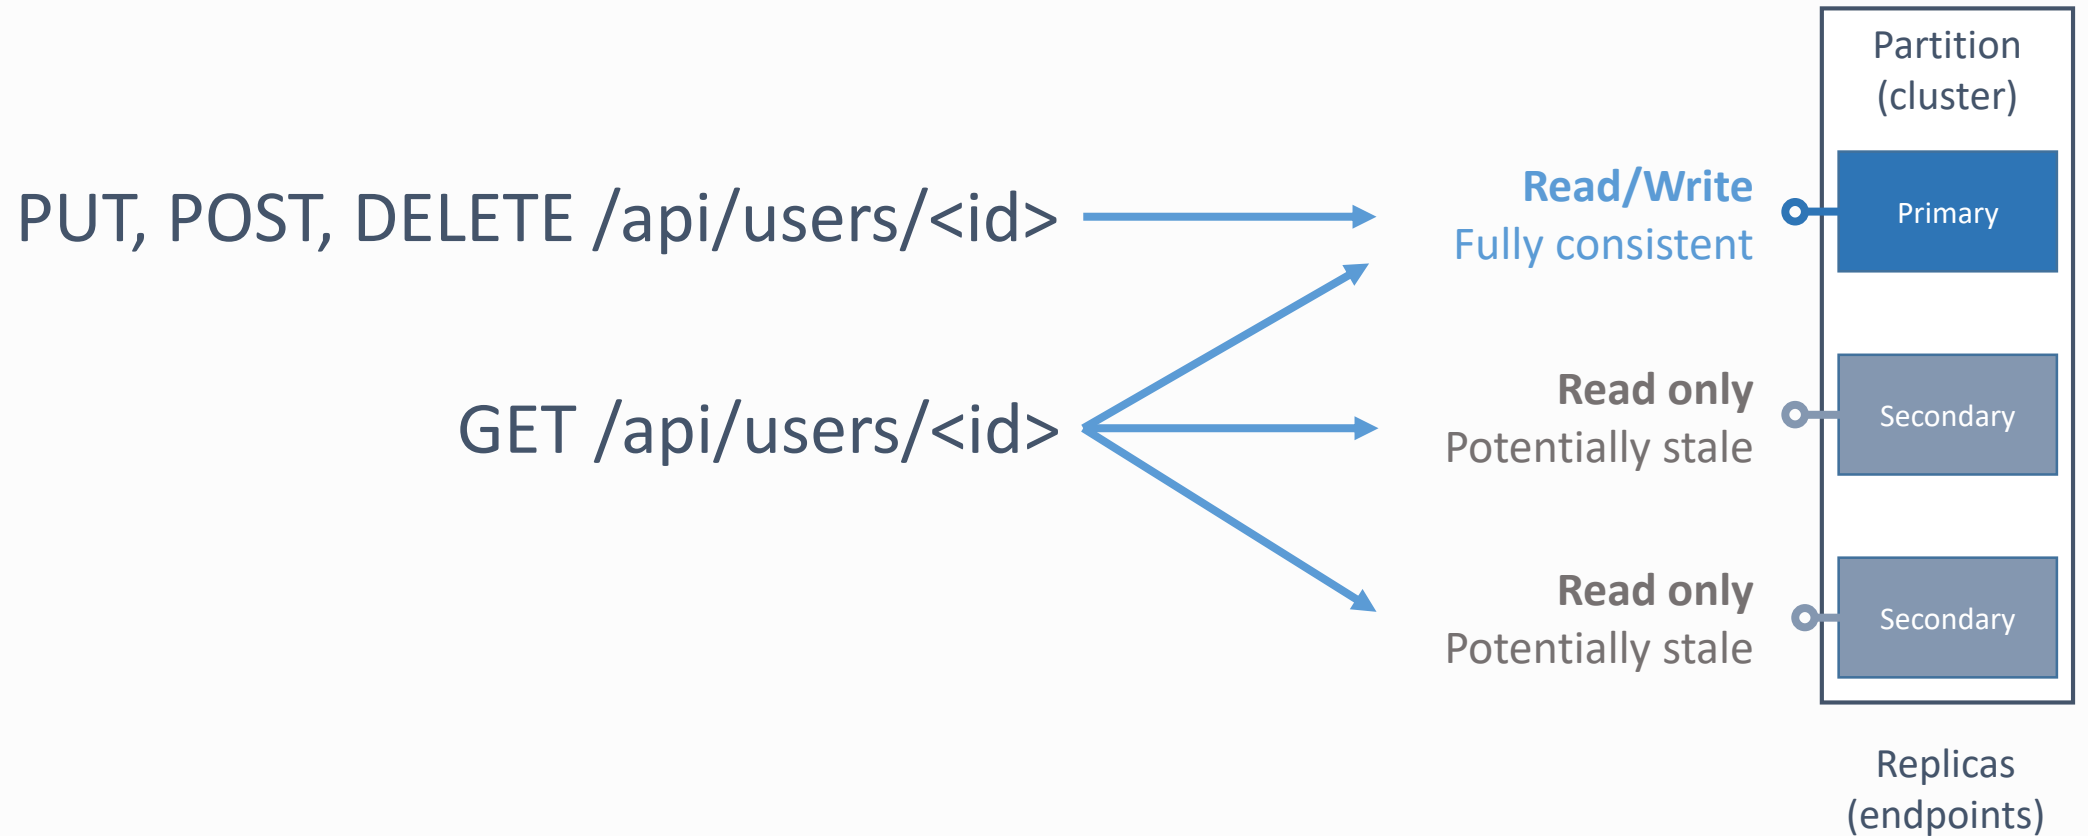 Partition
(cluster)
PUT, POST, DELETE /api/users/<id>
Read/Write
Fully consistent
Primary
GET /api/users/<id>
Read only
Potentially stale
Secondary
Read only
Potentially stale
Secondary
Replicas
(endpoints)